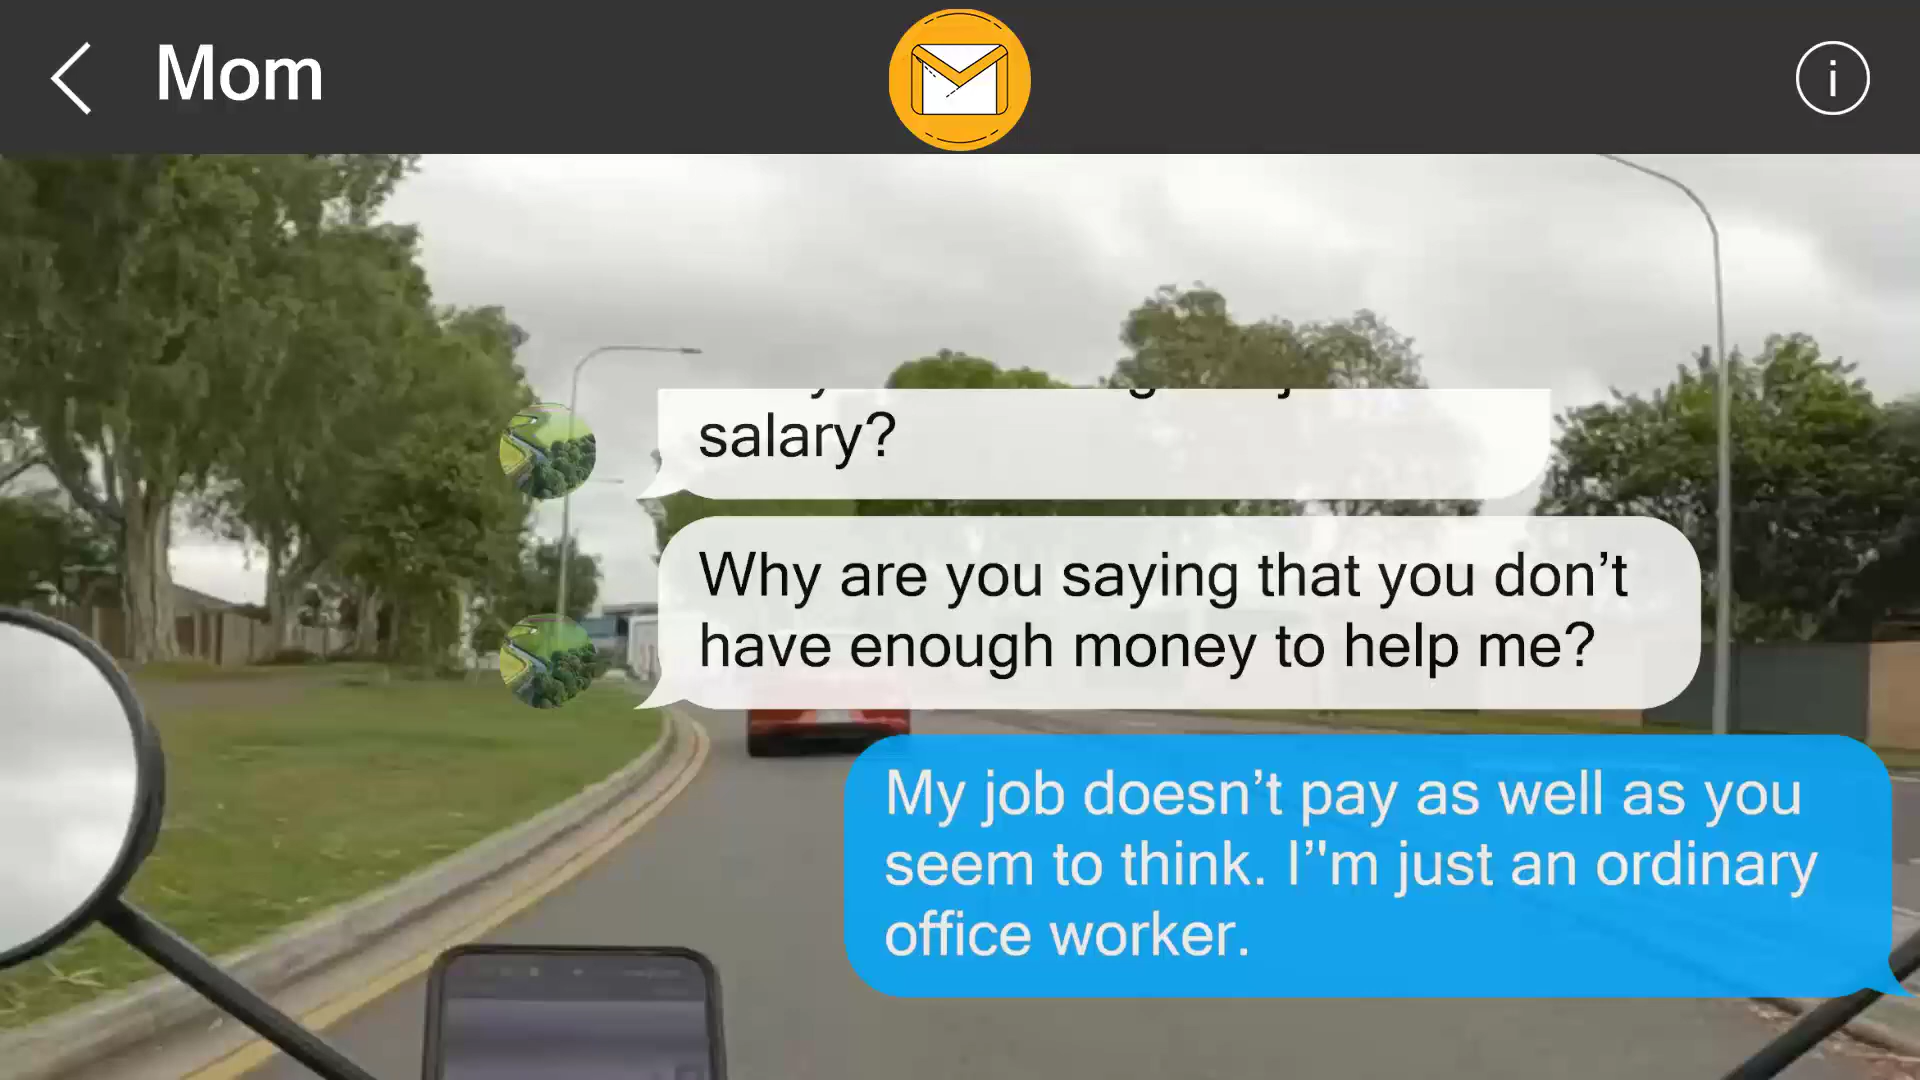 Mom
i
salary?
Why are you saying that you don’t
have enough money to help me?
My job doesn’t pay as well as you
seem to think. I’'m just an ordinary
office worker.